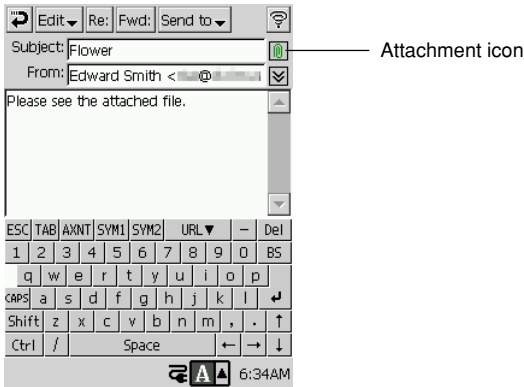 Edit Re: Fwd: Send to ?
Subject: Flower
Attachment icon
From: Edward Smith < @
Please see the attached file.
ESC TAB AXNT SYM1 SYM2 URL▼ - Del
1 2 3 4 5 6 7 8 9 0 BS
q w e r t y u i o p
CAPS a s d f g h j k l ↵
Shift z x c v b n m , . ↑
Ctrl / Space ← → ↓
A ▲ 6:34AM